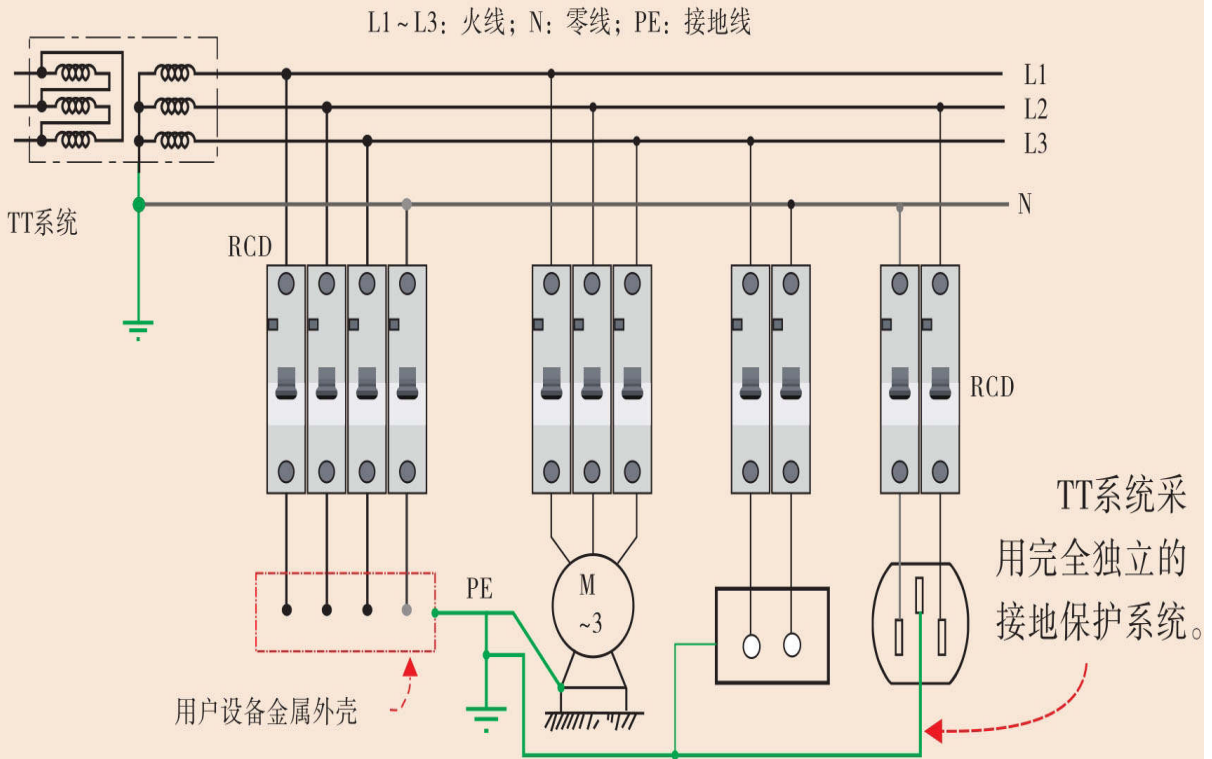 L1~L3：火线；N：零线；PE：接地线
L1
L2
L3
TT系统
N
RCD
RCD
TT系统采
用完全独立的
接地保护系统。
PE
M
~3
用户设备金属外壳